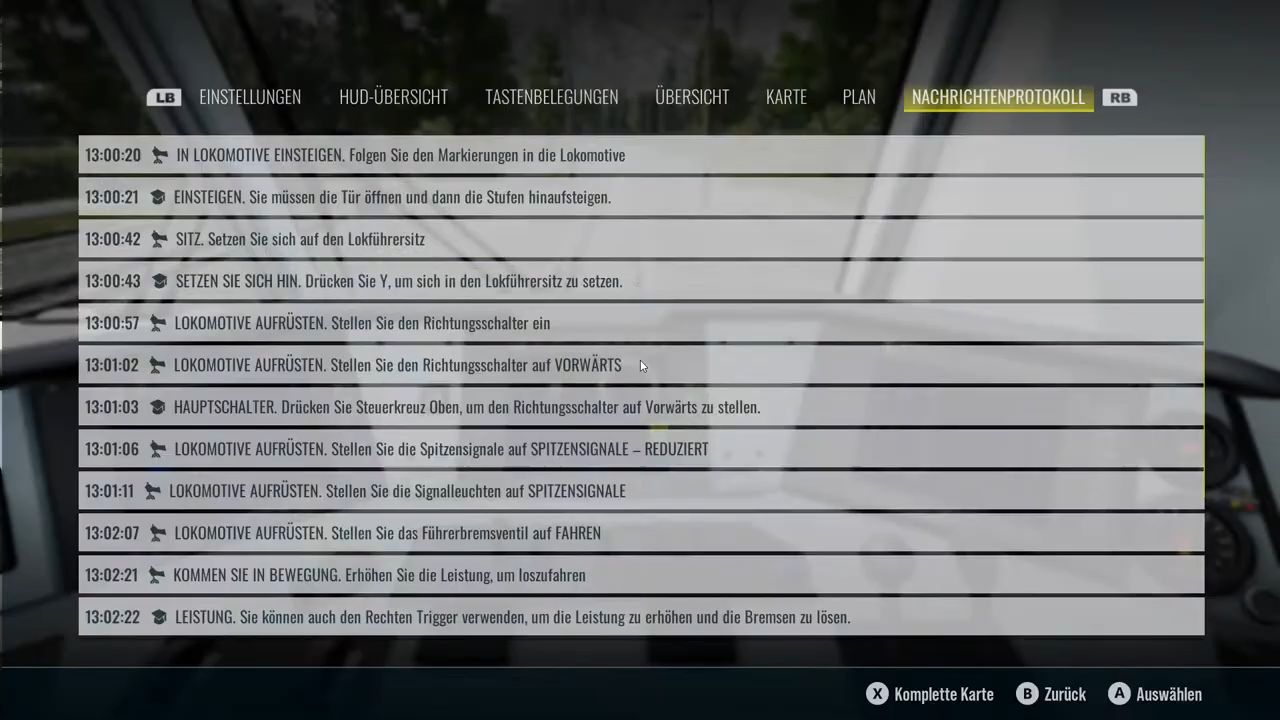 LB EINSTELLUNGEN HUD-ÜBERSICHT TASTENBELEGUNGEN ÜBERSICHT KARTE PLAN NACHRICHTENPROTOKOLL RB
13:00:20 IN LOKOMOTIVE EINSTEIGEN. Folgen Sie den Markierungen in die Lokomotive
13:00:21 EINSTEIGEN. Sie müssen die Tür öffnen und dann die Stufen hinaufsteigen.
13:00:42 SITZ. Setzen Sie sich auf den Lokführersitz
13:00:43 SETZEN SIE SICH HIN. Drücken Sie Y, um sich in den Lokführersitz zu setzen.
13:00:57 LOKOMOTIVE AUFRÜSTEN. Stellen Sie den Richtungsschalter ein
13:01:02 LOKOMOTIVE AUFRÜSTEN. Stellen Sie den Richtungsschalter auf VORWÄRTS
13:01:03 HAUPTSCHALTER. Drücken Sie Steuerkreuz Oben, um den Richtungsschalter auf Vorwärts zu stellen.
13:01:06 LOKOMOTIVE AUFRÜSTEN. Stellen Sie die Spitzensignale auf SPITZENSIGNALE – REDUZIERT
13:01:11 LOKOMOTIVE AUFRÜSTEN. Stellen Sie die Signalleuchten auf SPITZENSIGNALE
13:02:07 LOKOMOTIVE AUFRÜSTEN. Stellen Sie das Führerbremsventil auf FAHREN
13:02:21 KOMMEN SIE IN BEWEGUNG. Erhöhen Sie die Leistung, um loszufahren
13:02:22 LEISTUNG. Sie können auch den Rechten Trigger verwenden, um die Leistung zu erhöhen und die Bremsen zu lösen.
X Komplette Karte B Zurück A Auswählen